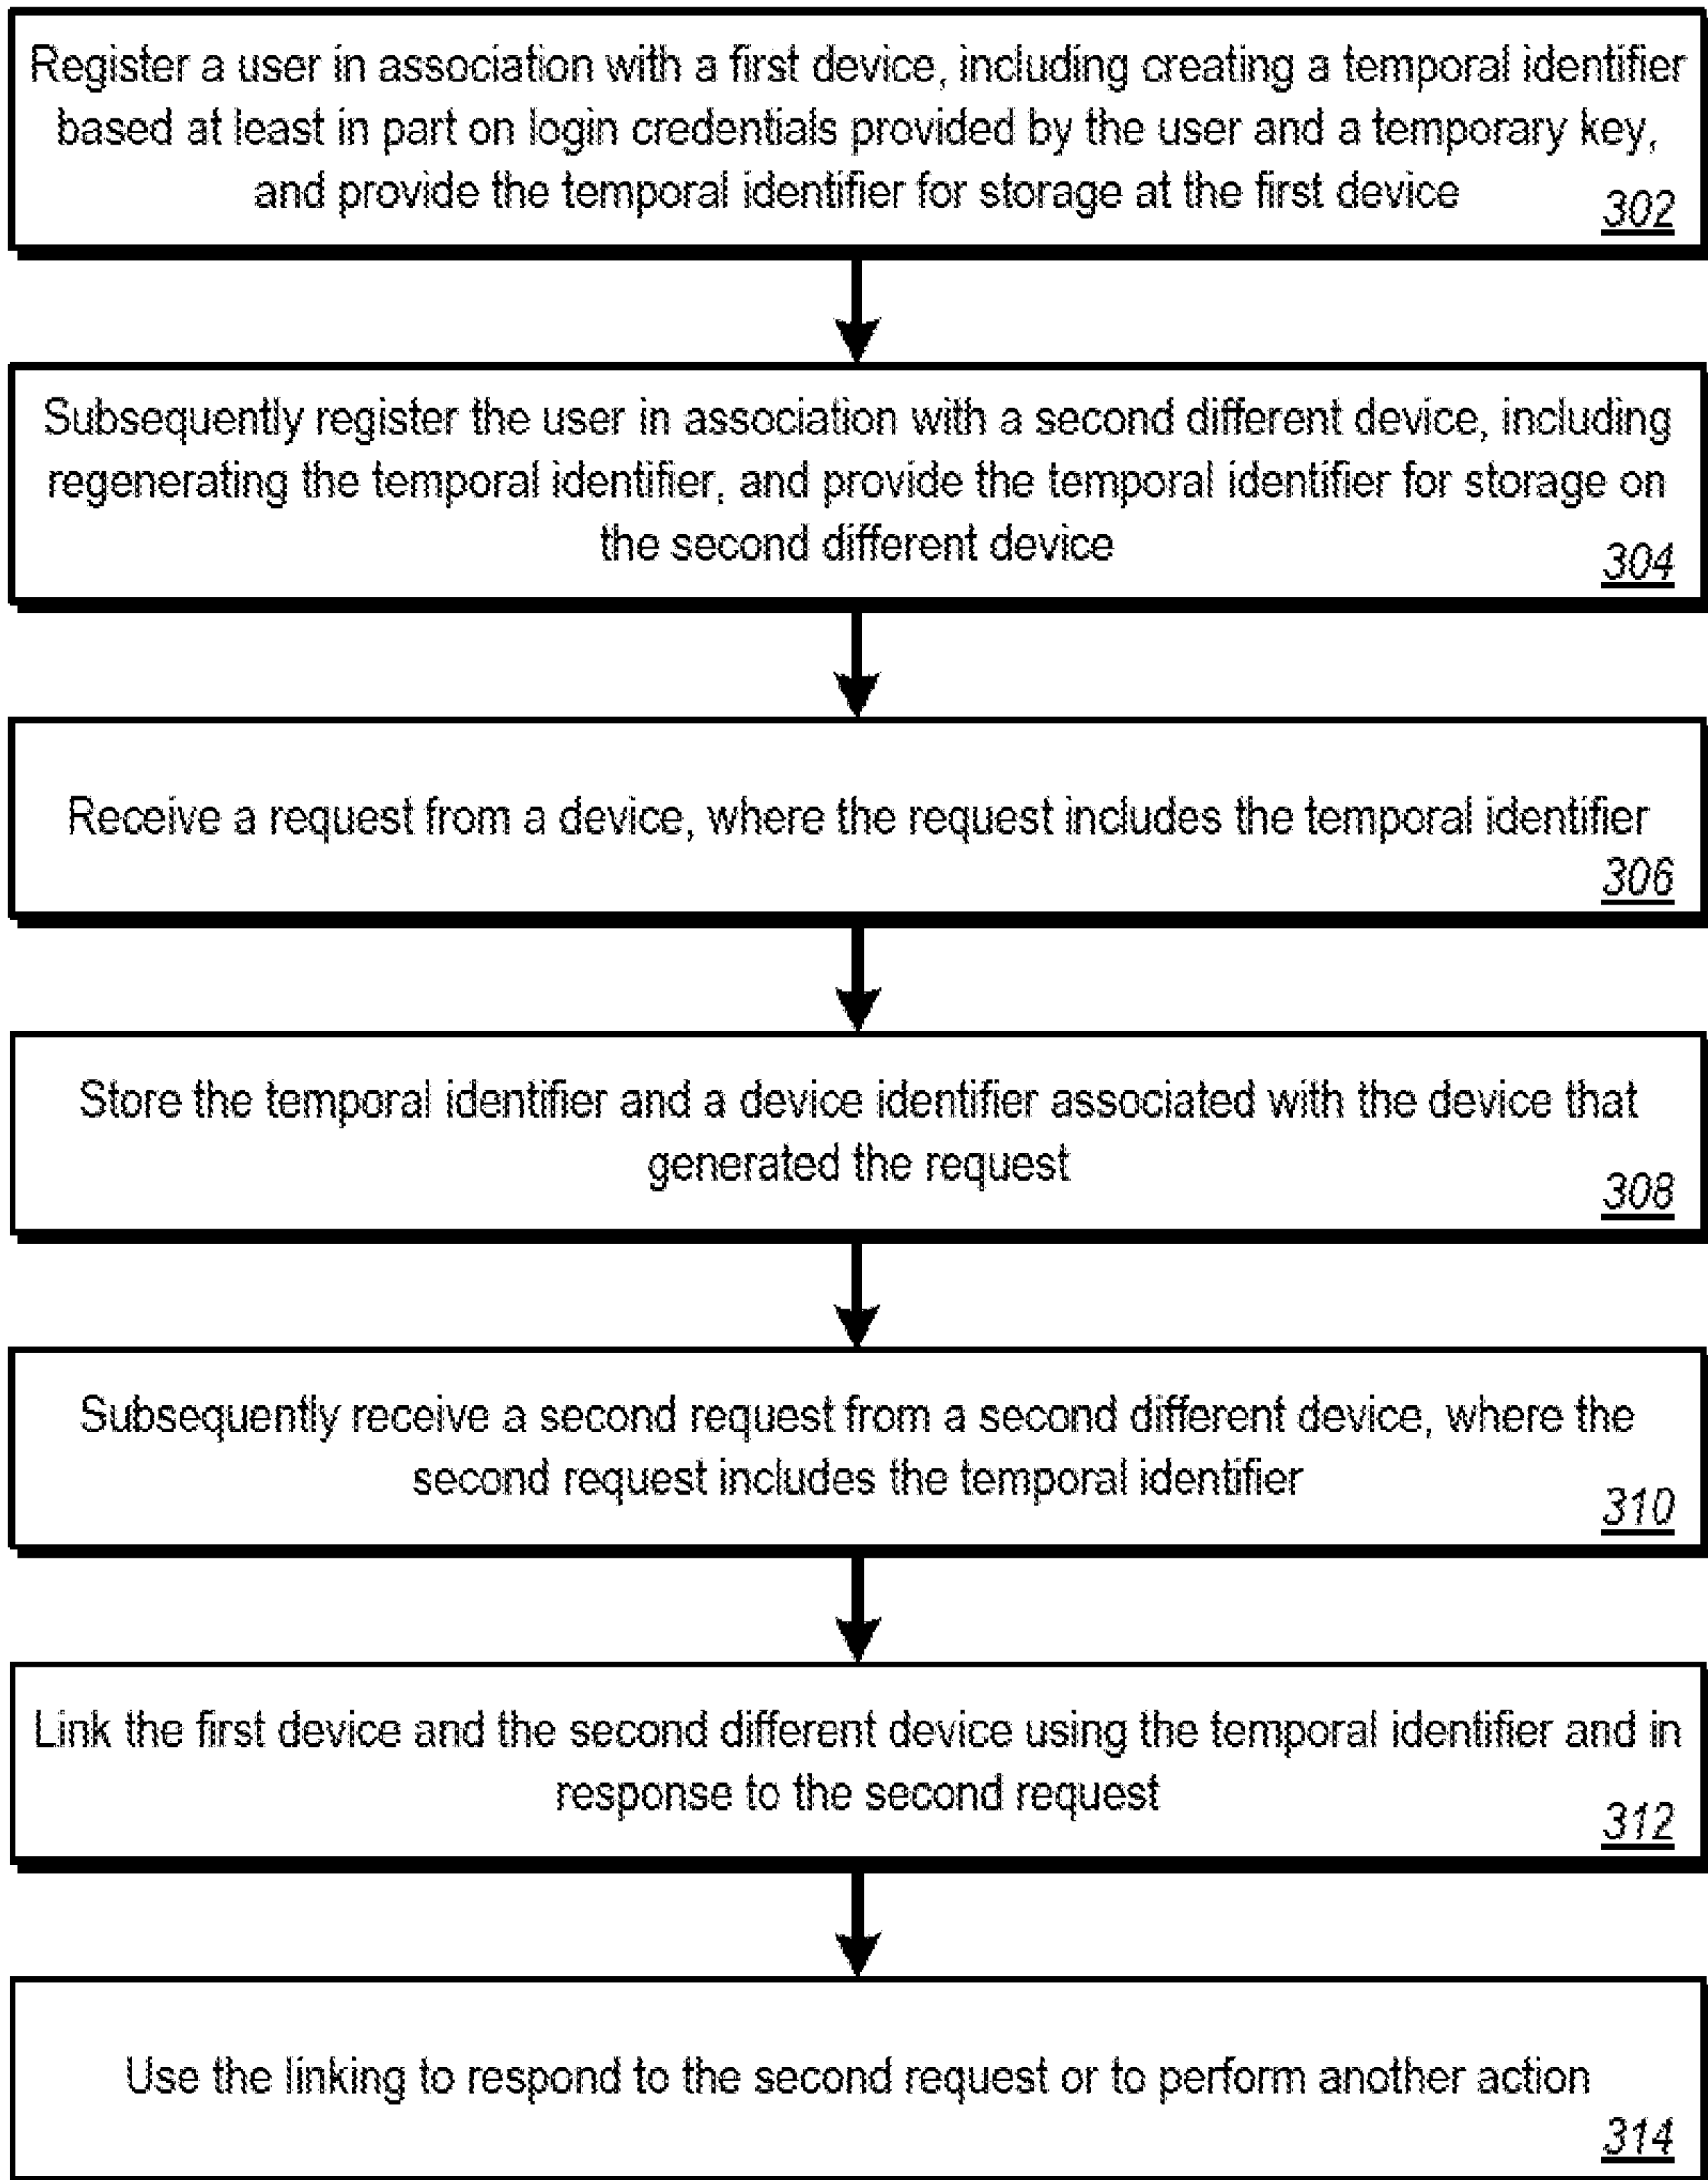 Register a user in association with a first device, including creating a temporal identifier
based at least in part on login credentials provided by the user and a temporary key,
and provide the temporal identifier for storage at the first device
302
Subsequently register the user in association with a second different device, including
regenerating the temporal identifier, and provide the temporal identifier for storage on
the second different device
304
Receive a request from a device, where the request includes the temporal identifier
306
Store the temporal identifier and a device identifier associated with the device that
generated the request
308
Subsequently receive a second request from a second different device, where the
second request includes the temporal identifier
310
Link the first device and the second different device using the temporal identifier and in
response to the second request
312
Use the linking to respond to the second request or to perform another action
314